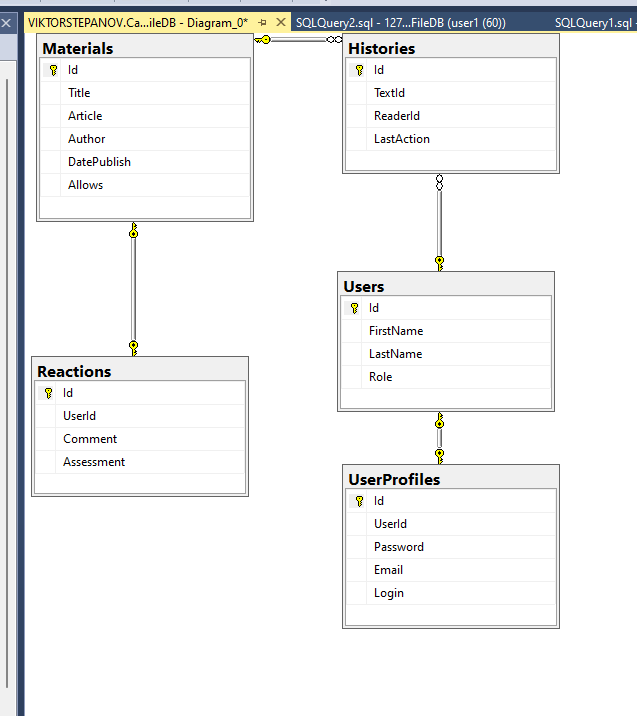 VIKTORSTEPANOV.Ca...ileDB - Diagram_0*
SQLQuery2.sql - 127...FileDB (user1 (60))
SQLQuery1.sql -
Materials
Id
Title
Article
Author
DatePublish
Allows
Histories
Id
TextId
ReaderId
LastAction
Users
Id
FirstName
LastName
Role
Reactions
Id
UserId
Comment
Assessment
UserProfiles
Id
UserId
Password
Email
Login